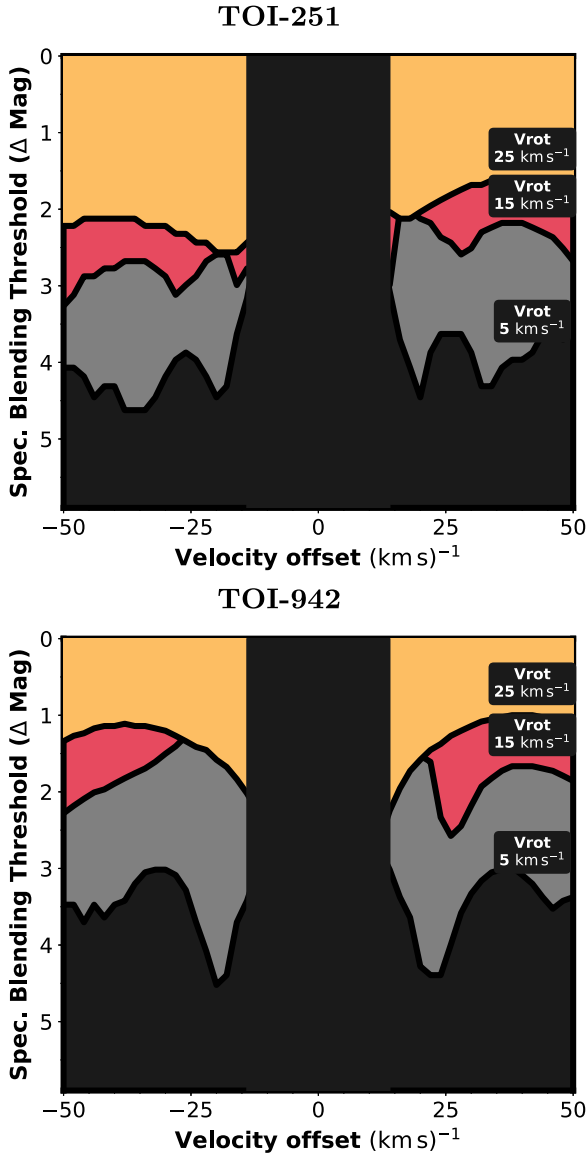 TOI-251
Spec. Blending Threshold (Δ Mag)
0
1
2
3
4
5
Vrot
25 km s⁻¹
Vrot
15 km s⁻¹
Vrot
5 km s⁻¹
−50
−25
0
25
50
Velocity offset (km s)⁻¹
TOI-942
Spec. Blending Threshold (Δ Mag)
0
1
2
3
4
5
Vrot
25 km s⁻¹
Vrot
15 km s⁻¹
Vrot
5 km s⁻¹
−50
−25
0
25
50
Velocity offset (km s)⁻¹